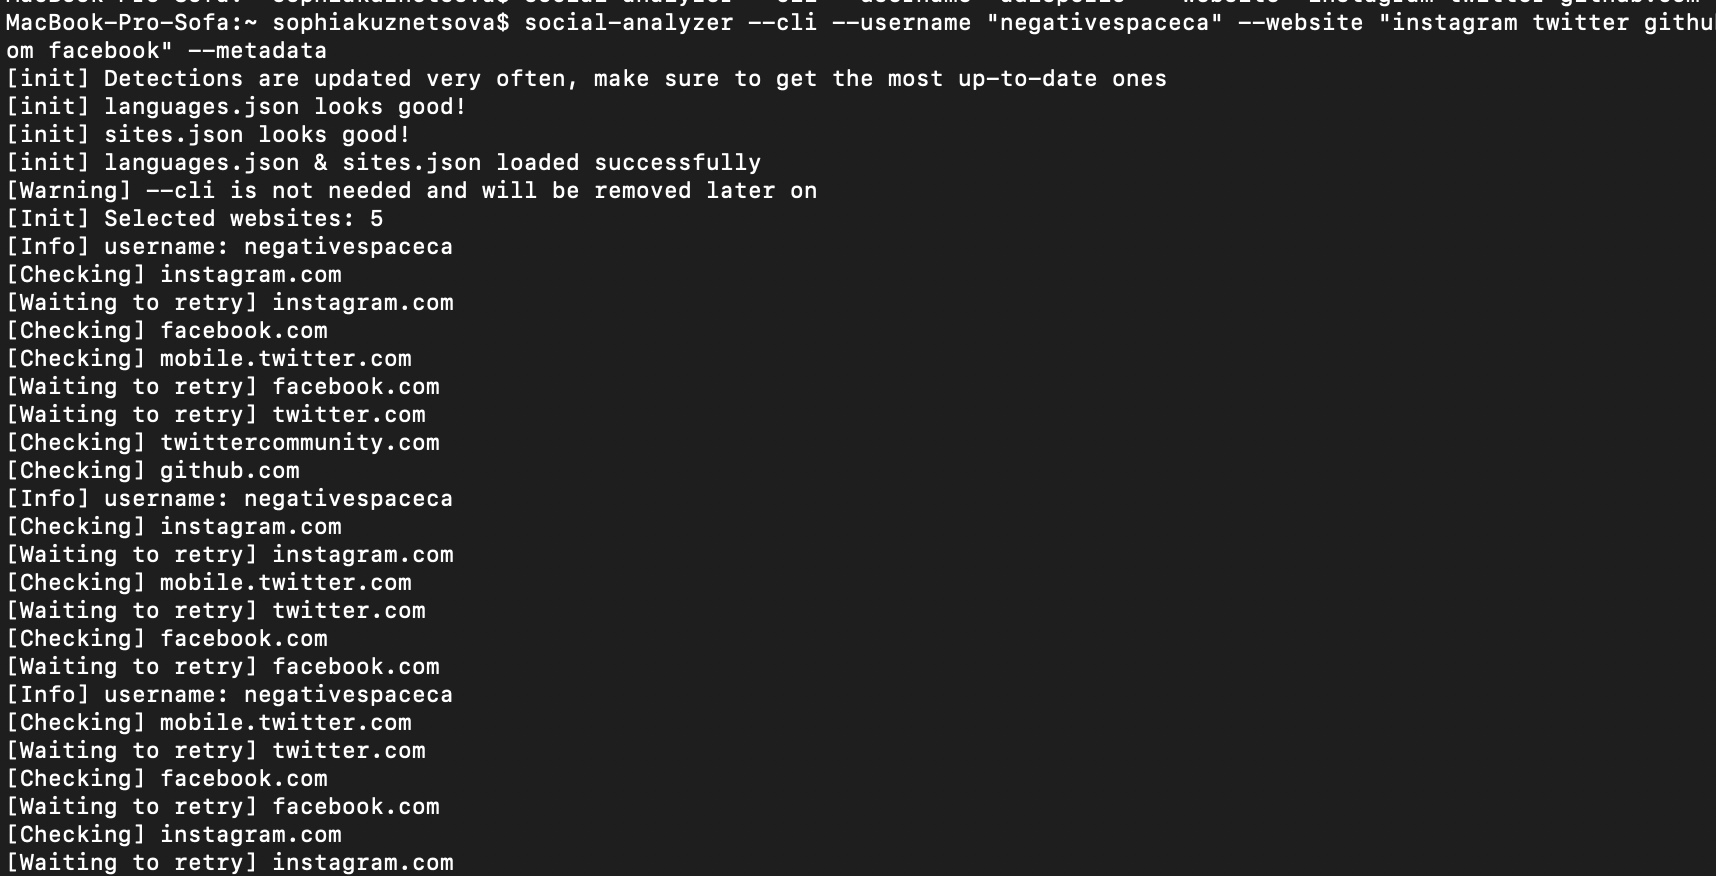 MacBook-Pro-Sofa:~ sophiakuznetsova$ social-analyzer --cli --username "negativespaceca" --website "instagram twitter githu
om facebook" --metadata
[init] Detections are updated very often, make sure to get the most up-to-date ones
[init] languages.json looks good!
[init] sites.json looks good!
[init] languages.json & sites.json loaded successfully
[Warning] --cli is not needed and will be removed later on
[Init] Selected websites: 5
[Info] username: negativespaceca
[Checking] instagram.com
[Waiting to retry] instagram.com
[Checking] facebook.com
[Checking] mobile.twitter.com
[Waiting to retry] facebook.com
[Waiting to retry] twitter.com
[Checking] twittercommunity.com
[Checking] github.com
[Info] username: negativespaceca
[Checking] instagram.com
[Waiting to retry] instagram.com
[Checking] mobile.twitter.com
[Waiting to retry] twitter.com
[Checking] facebook.com
[Waiting to retry] facebook.com
[Info] username: negativespaceca
[Checking] mobile.twitter.com
[Waiting to retry] twitter.com
[Checking] facebook.com
[Waiting to retry] facebook.com
[Checking] instagram.com
[Waiting to retry] instagram.com